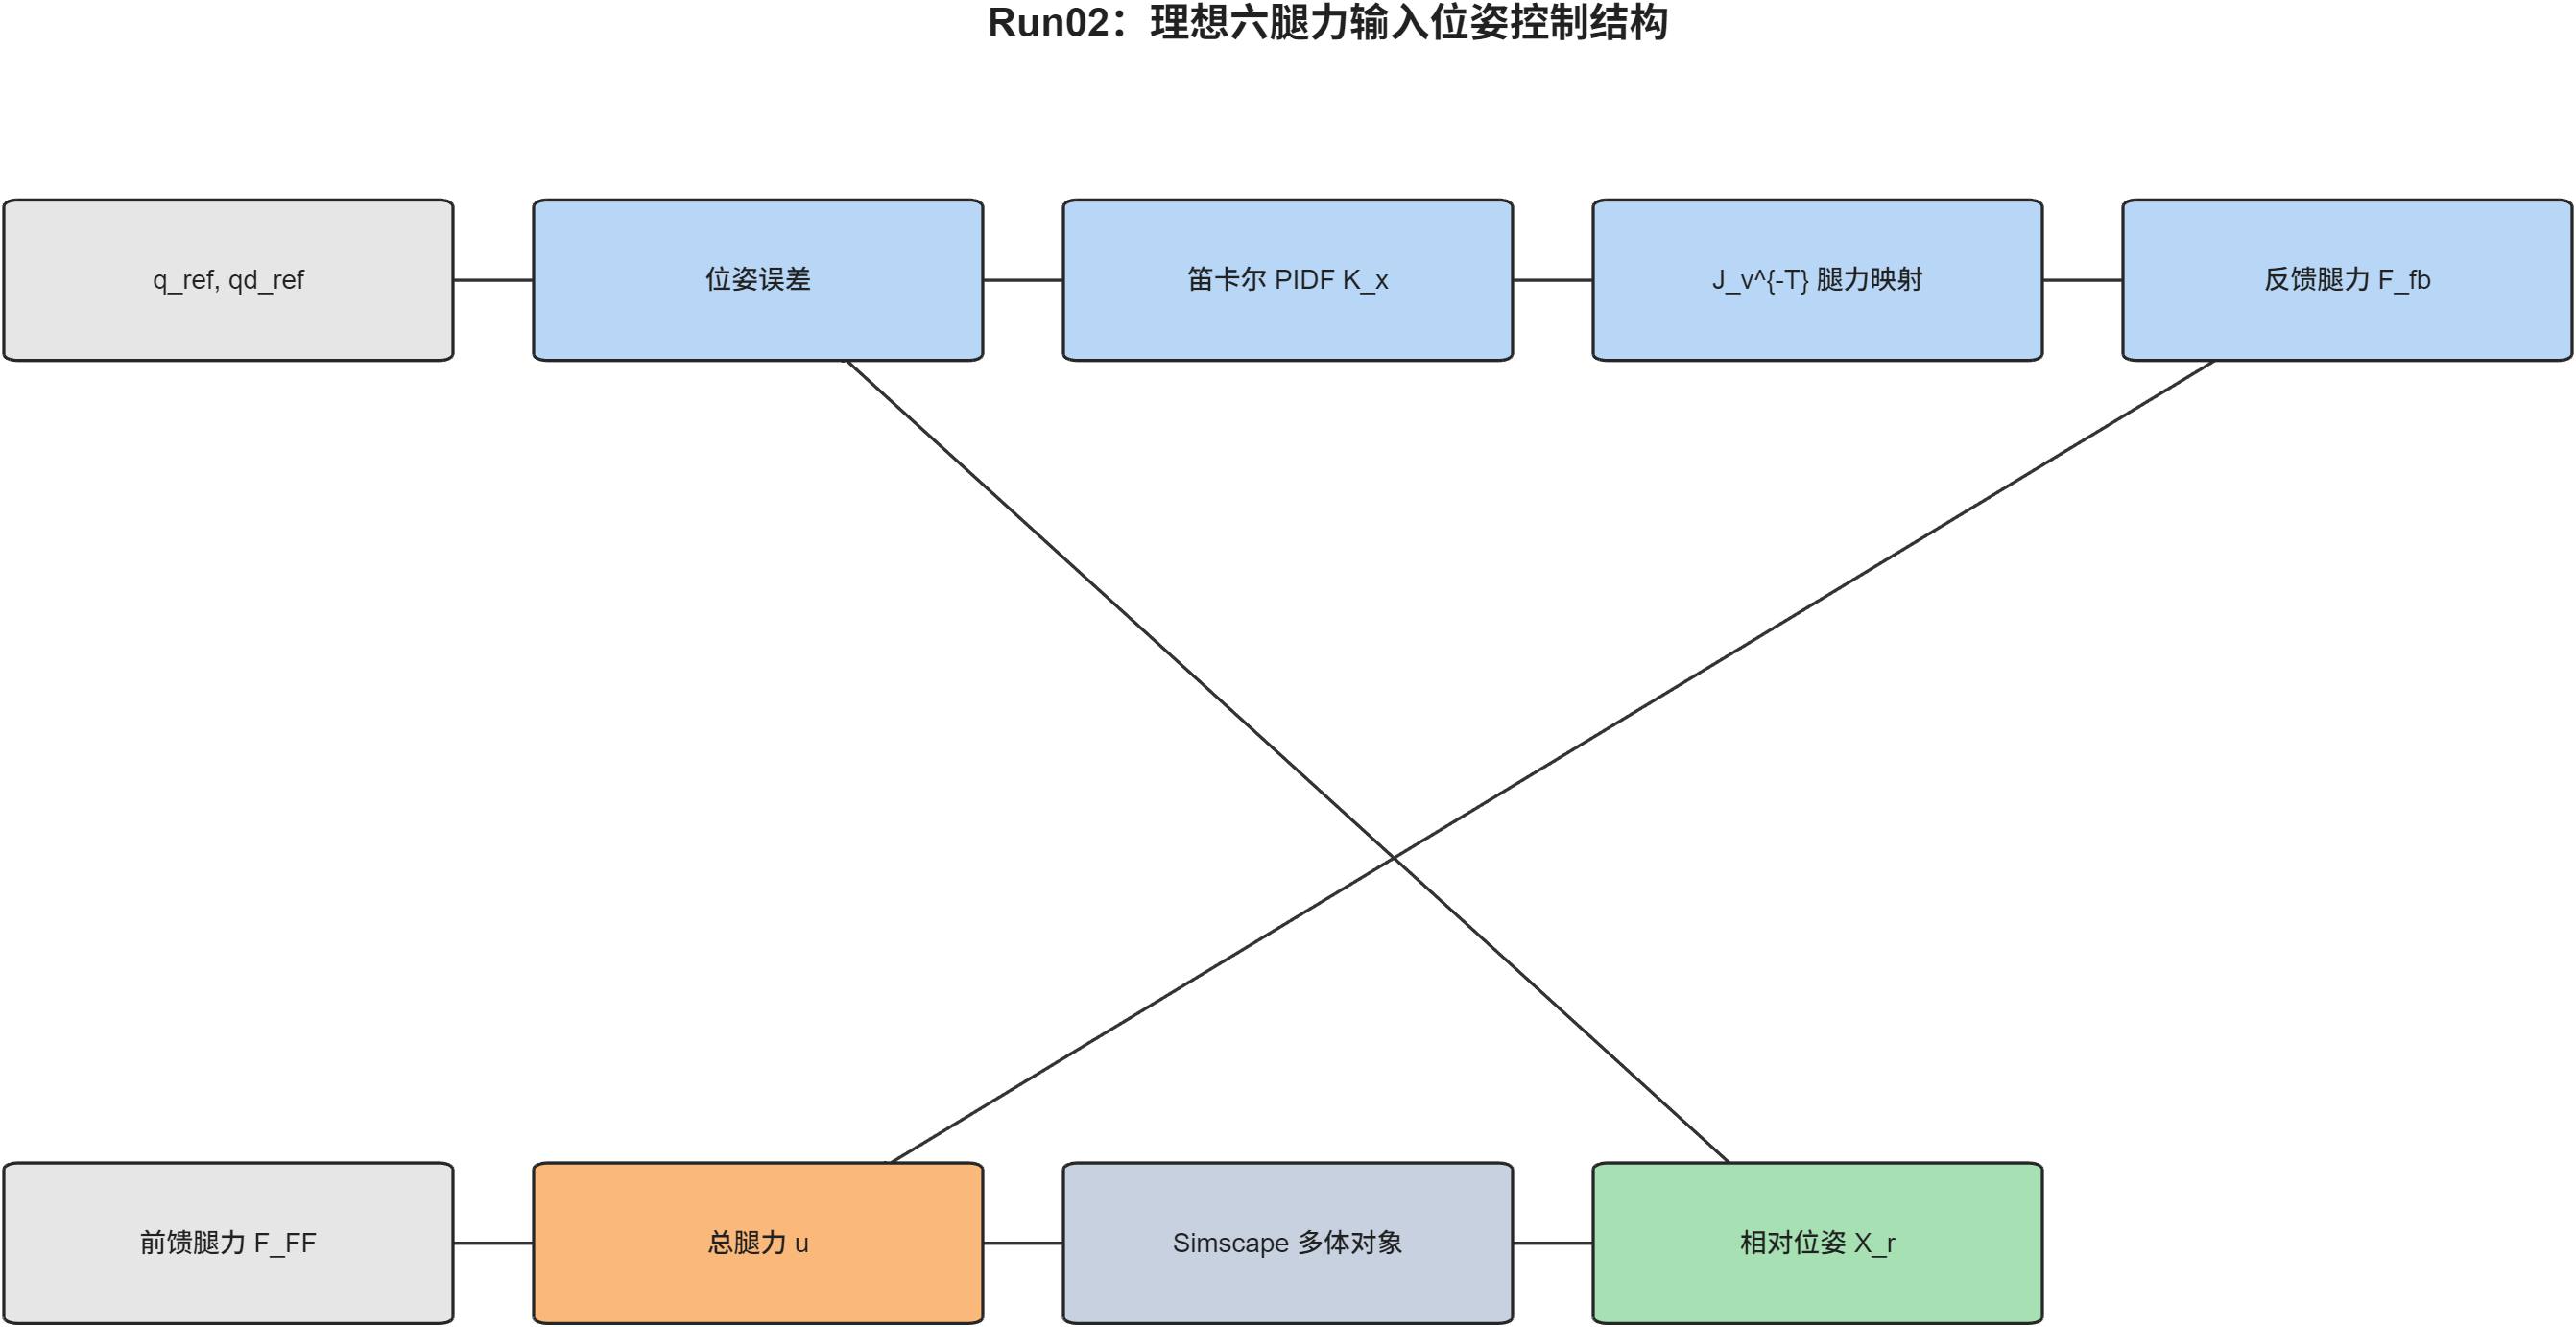 Run02：理想六腿力输入位姿控制结构
q_ref, qd_ref
位姿误差
笛卡尔 PIDF K_x
J_v^{-T} 腿力映射
反馈腿力 F_fb
前馈腿力 F_FF
总腿力 u
Simscape 多体对象
相对位姿 X_r